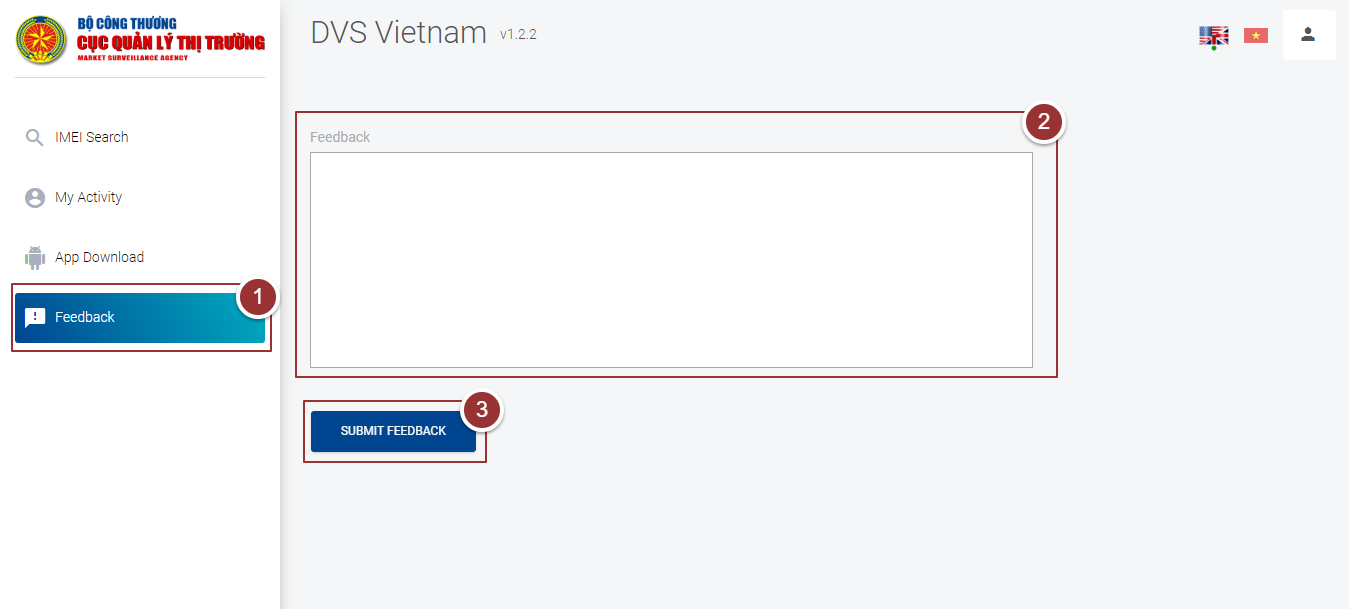 BỘ CÔNG THƯƠNG
CỤC QUẢN LÝ THỊ TRƯỜNG
MARKET SURVEILLANCE AGENCY
DVS Vietnam v1.2.2
IMEI Search
My Activity
App Download
1
Feedback
2
Feedback
3
SUBMIT FEEDBACK